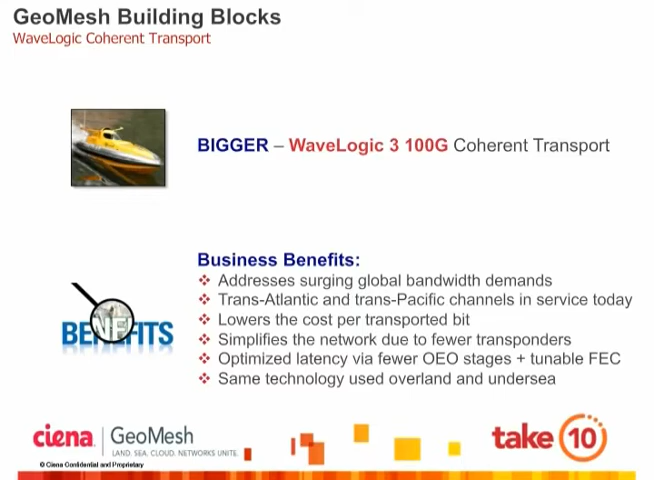 GeoMesh Building Blocks
WaveLogic Coherent Transport
BIGGER – WaveLogic 3 100G Coherent Transport
Business Benefits:
❖ Addresses surging global bandwidth demands
❖ Trans-Atlantic and trans-Pacific channels in service today
❖ Lowers the cost per transported bit
❖ Simplifies the network due to fewer transponders
❖ Optimized latency via fewer OEO stages + tunable FEC
❖ Same technology used overland and undersea
BENEFITS
ciena | GeoMesh
LAND. SEA. CLOUD. NETWORKS UNITE.
take 10
© Ciena Confidential and Proprietary